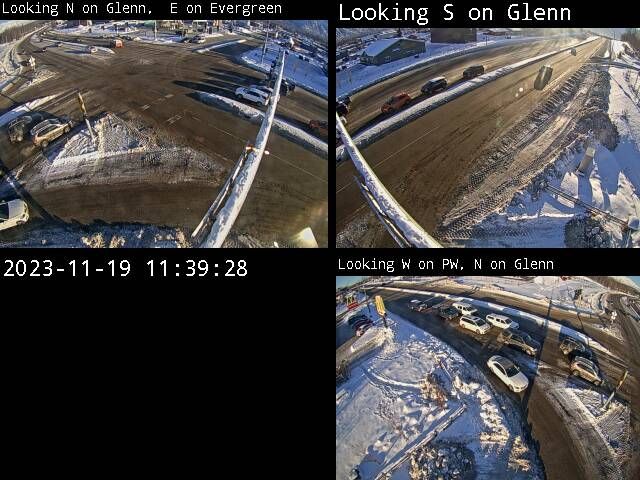 Looking N on Glenn,  E on Evergreen
Looking S on Glenn
2023-11-19 11:39:28
Looking W on PW, N on Glenn